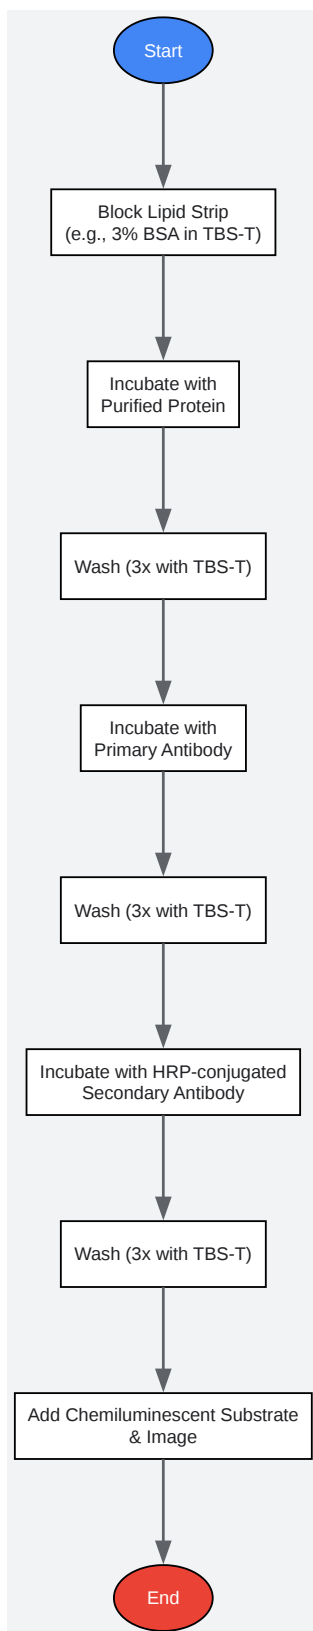 Start
Block Lipid Strip
(e.g., 3% BSA in TBS-T)
Incubate with
Purified Protein
Wash (3x with TBS-T)
Incubate with
Primary Antibody
Wash (3x with TBS-T)
Incubate with HRP-conjugated
Secondary Antibody
Wash (3x with TBS-T)
Add Chemiluminescent Substrate
& Image
End